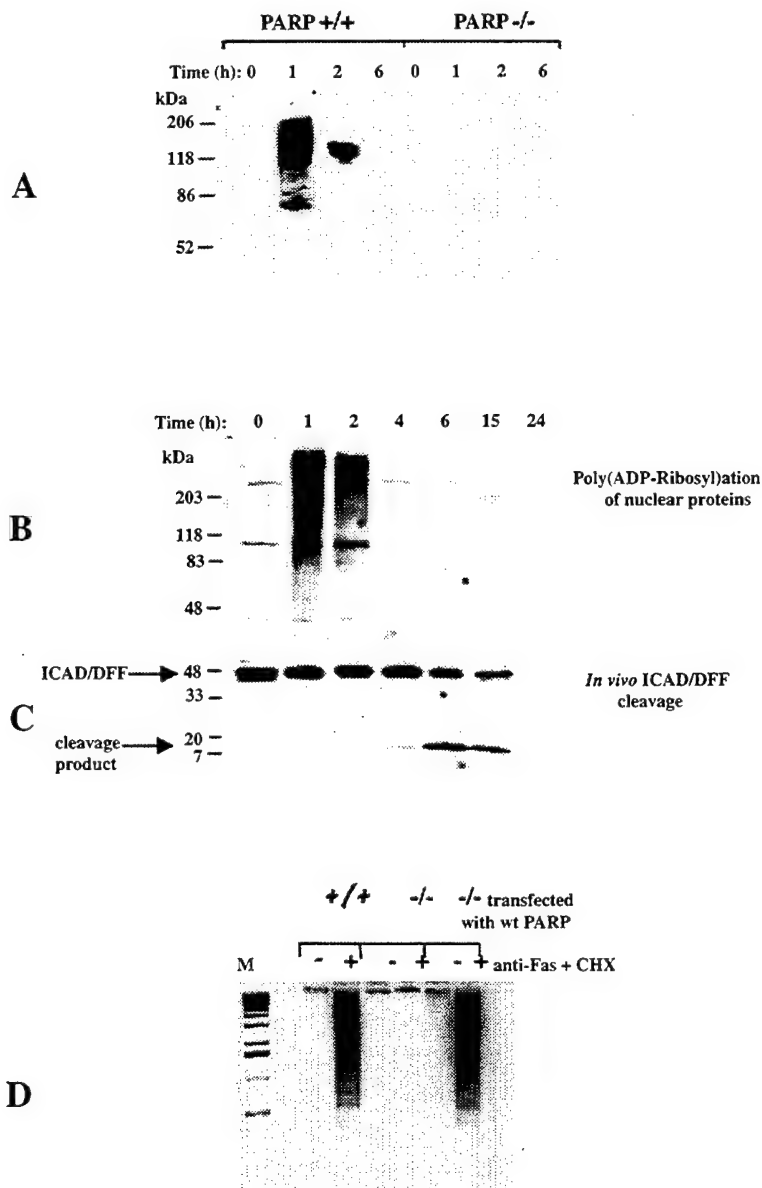 PARP +/+ PARP -/-
Time (h): 0 1 2 6 0 1 2 6
kDa
206
118
A
86
52
Time (h): 0 1 2 4 6 15 24
kDa
Poly(ADP-Ribosyl)ation
of nuclear proteins
203
B
118
83
48
ICAD/DFF 48
In vivo ICAD/DFF
cleavage
33
C
20
cleavage
product
7
+/+ -/- -/- transfected
with wt PARP
M - + - + - + anti-Fas + CHX
D